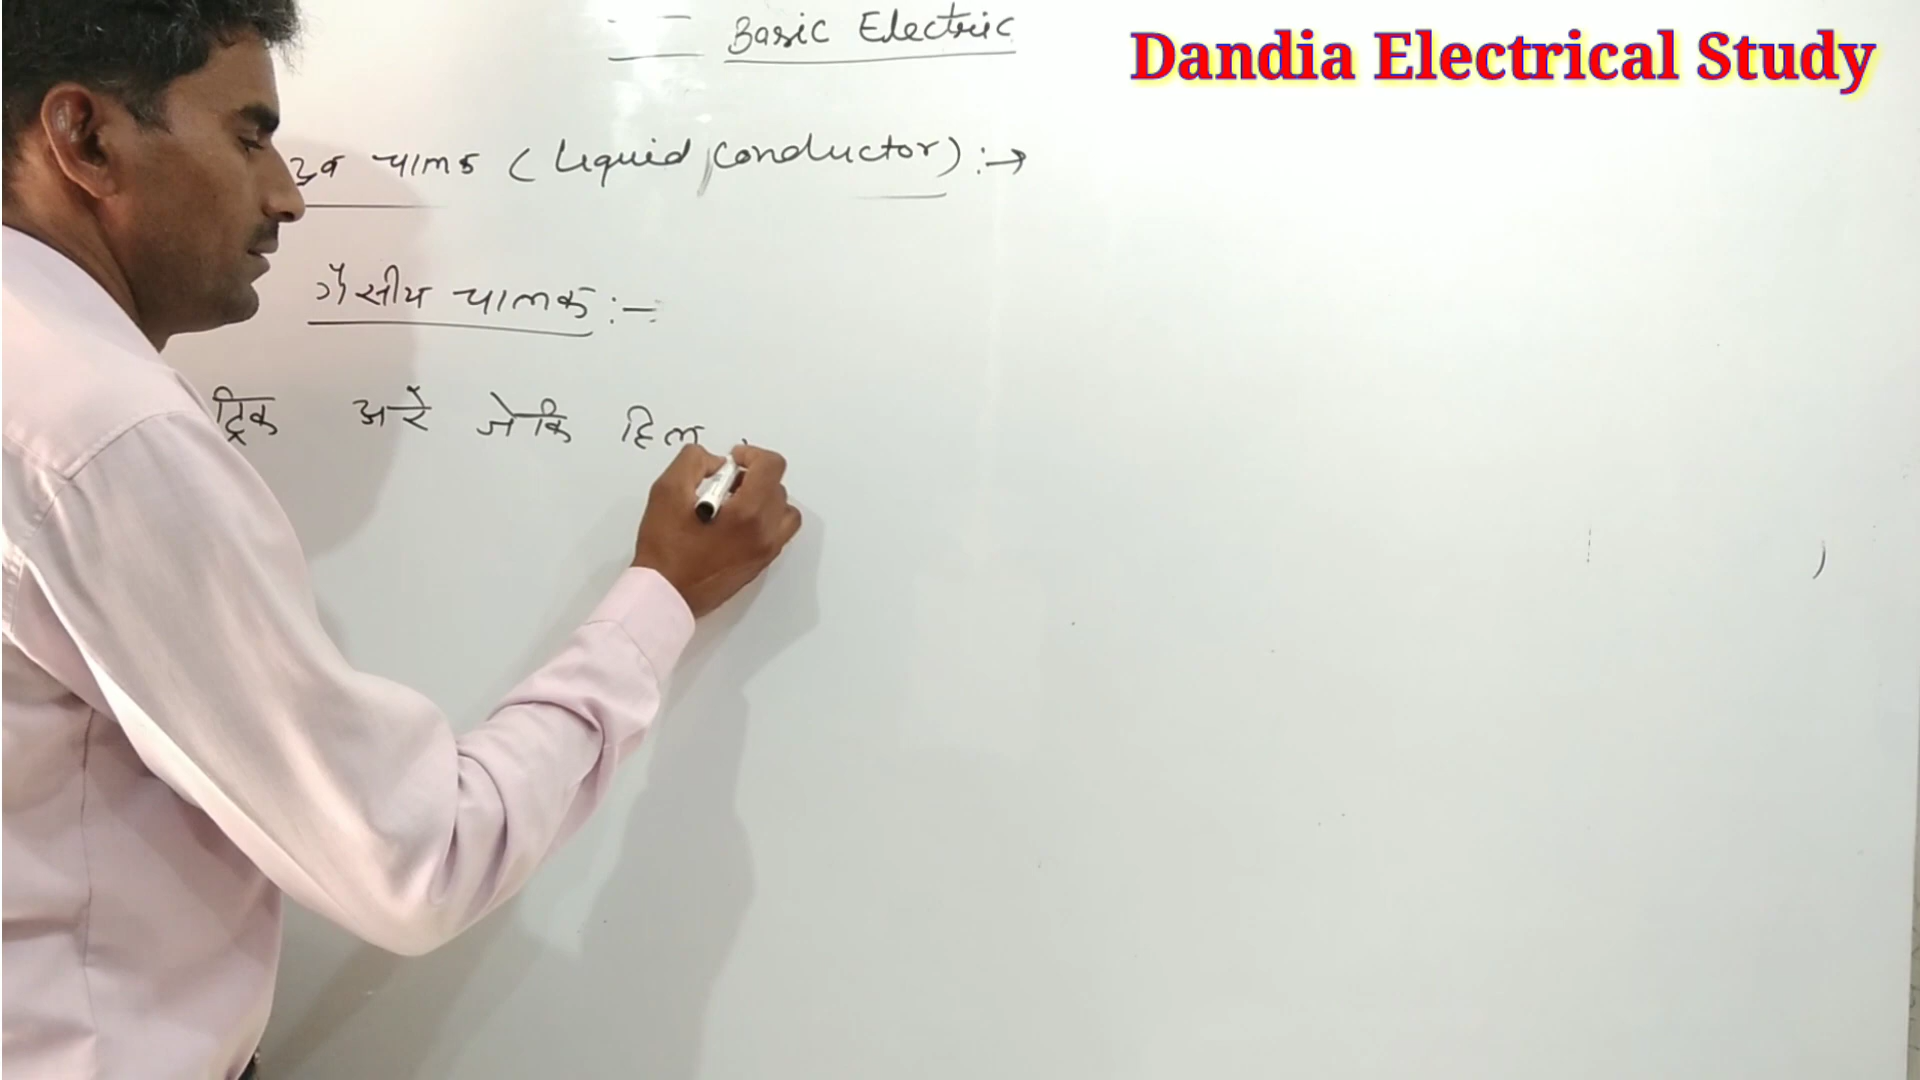 Basic Electric
Dandia Electrical Study
द्रव चालक (Liquid Conductor) :→
गैसीय चालक :-
ट्रिक अरे जोकि हिल